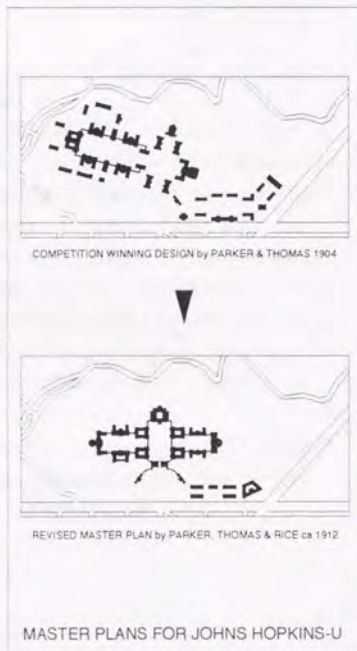 COMPETITION WINNING DESIGN by PARKER & THOMAS 1904
REVISED MASTER PLAN by PARKER, THOMAS & RICE ca 1912
MASTER PLANS FOR JOHNS HOPKINS-U